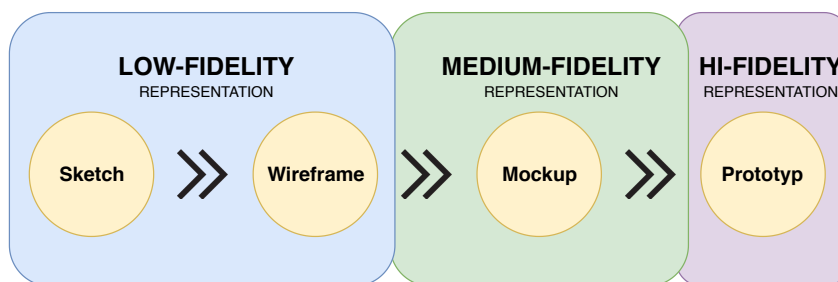 LOW-FIDELITY
REPRESENTATION
MEDIUM-FIDELITY
REPRESENTATION
HI-FIDELITY
REPRESENTATION
Sketch
Wireframe
Mockup
Prototyp